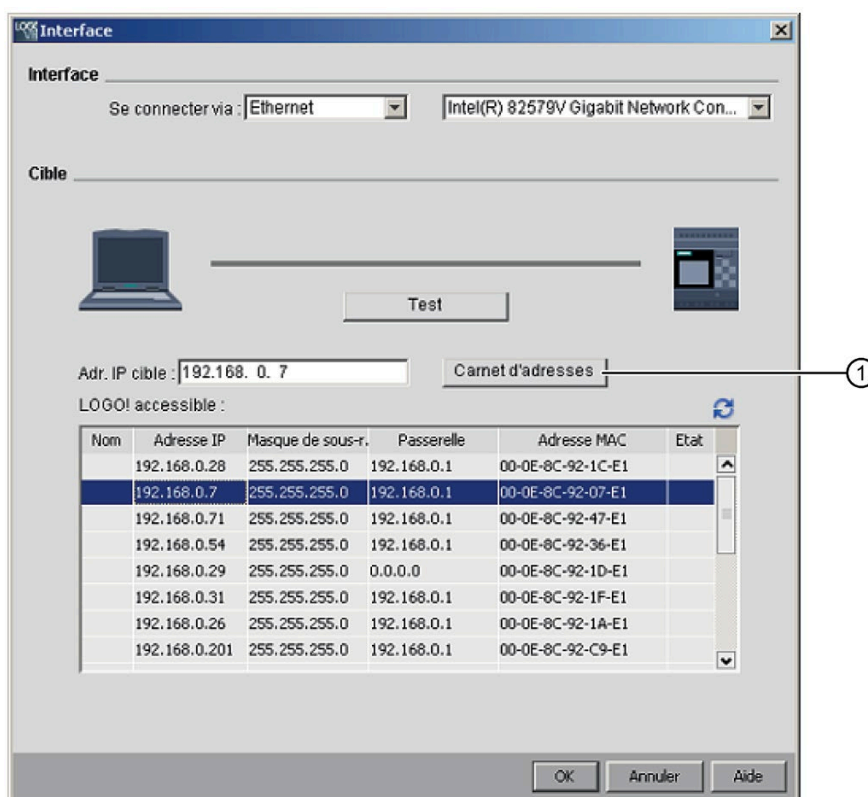 Interface
Interface
Se connecter via : Ethernet Intel(R) 82579V Gigabit Network Con...
Cible
Test
Adr. IP cible : 192.168. 0. 7 Carnet d'adresses 1
LOGO! accessible :
Nom Adresse IP Masque de sous-r. Passerelle Adresse MAC Etat
192.168.0.28 255.255.255.0 192.168.0.1 00-0E-8C-92-1C-E1
192.168.0.7 255.255.255.0 192.168.0.1 00-0E-8C-92-07-E1
192.168.0.71 255.255.255.0 192.168.0.1 00-0E-8C-92-47-E1
192.168.0.54 255.255.255.0 192.168.0.1 00-0E-8C-92-36-E1
192.168.0.29 255.255.255.0 0.0.0.0 00-0E-8C-92-1D-E1
192.168.0.31 255.255.255.0 192.168.0.1 00-0E-8C-92-1F-E1
192.168.0.26 255.255.255.0 192.168.0.1 00-0E-8C-92-1A-E1
192.168.0.201 255.255.255.0 192.168.0.1 00-0E-8C-92-C9-E1
OK Annuler Aide